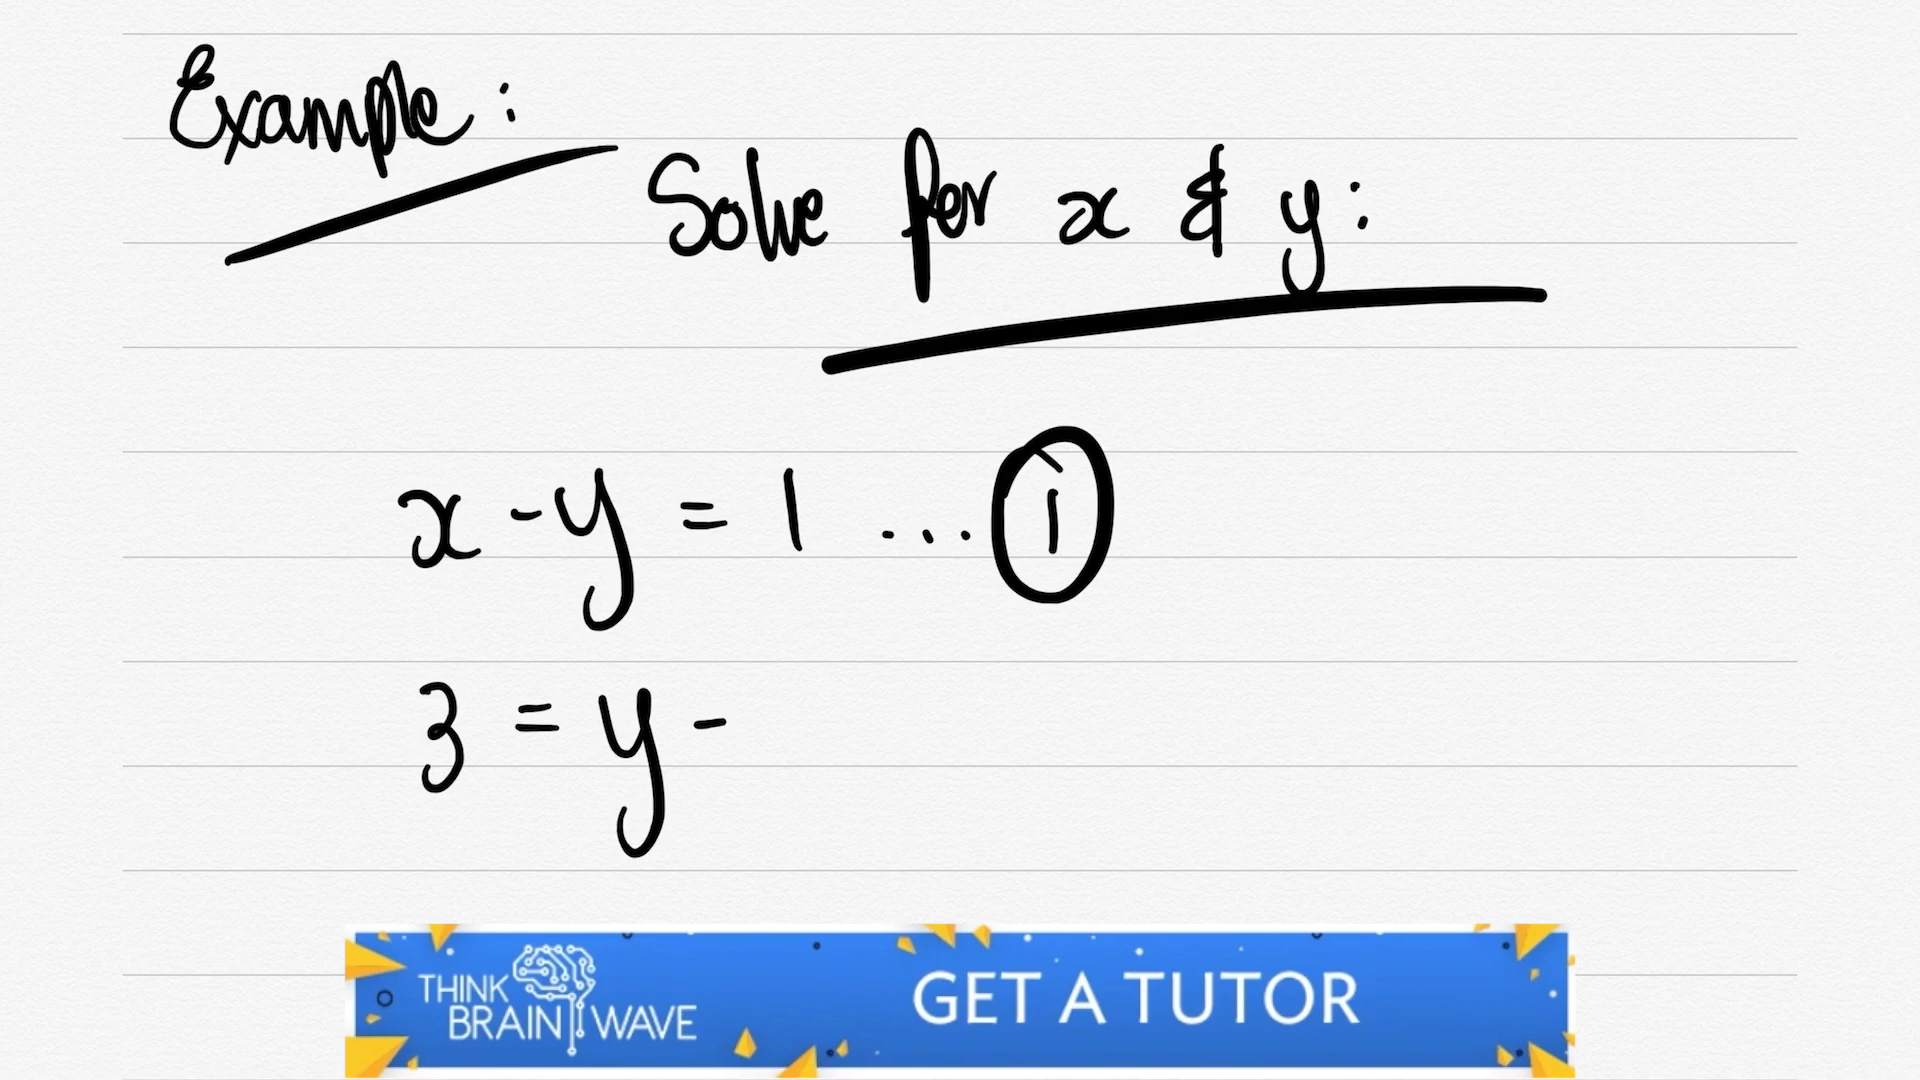 Example:
Solve for x & y:
x - y = 1 ... ①
3 = y -
THINK
BRAIN WAVE
GET A TUTOR